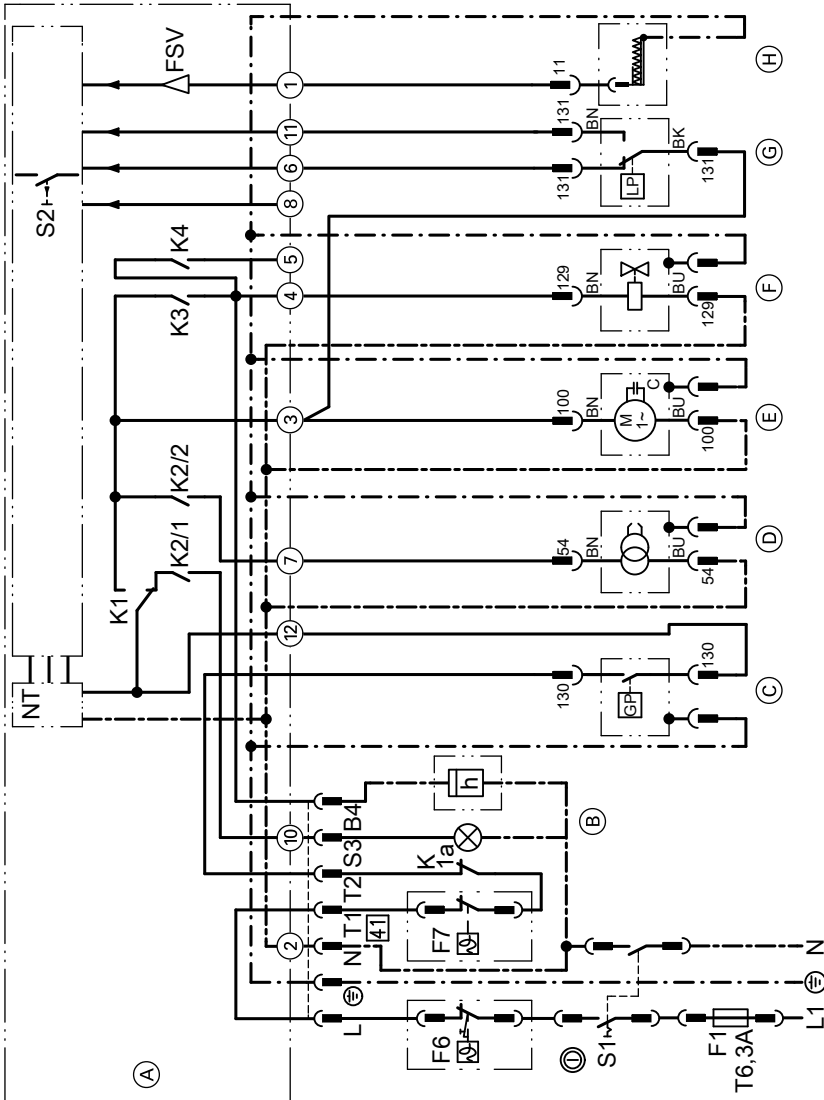 NT
S2
FSV
K1
K2/1
K2/2
K3
K4
A
2
10
12
7
3
4
5
8
6
11
1
L
N
T1
T2
S3
B4
41
F6
F7
K
1a
h
B
ϑ
ϑ
S1
F1
T6,3A
L1
N
130
GP
130
C
54
BN
BU
54
D
100
BN
M
1~
C
BU
100
E
129
BN
BU
129
F
131
131
BN
LP
BK
131
G
11
H